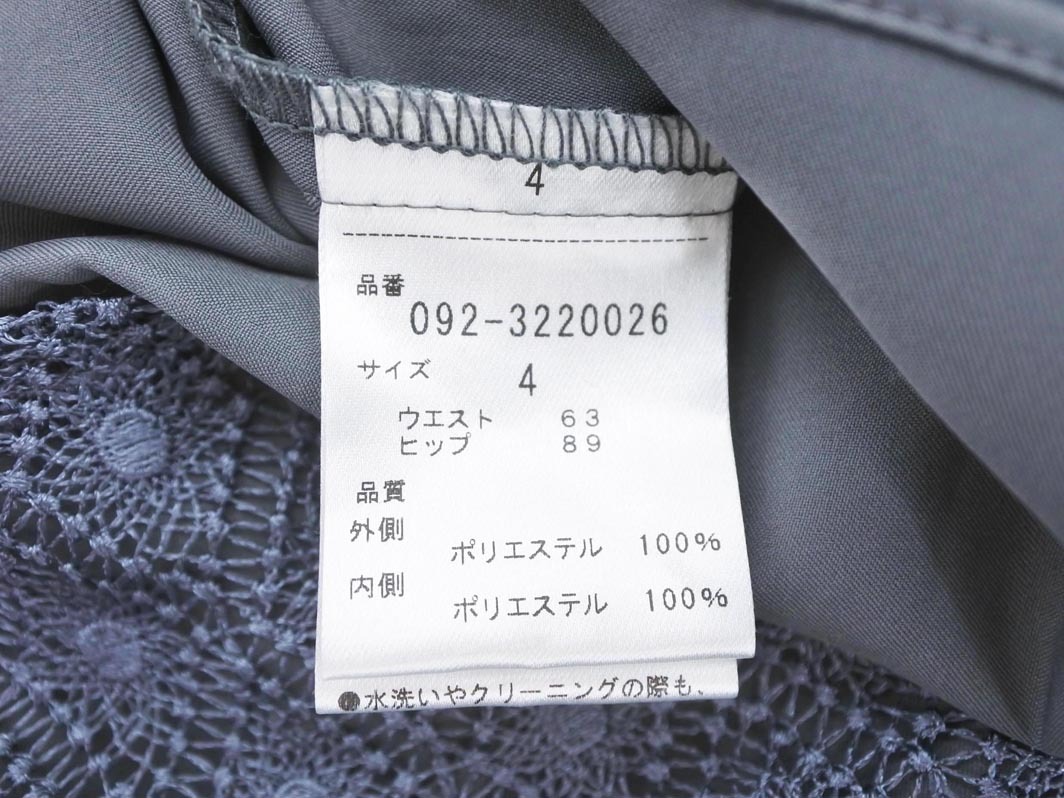 4
品番
092-3220026
サイズ 4
ウエスト 63
ヒップ 89
品質
外側
ポリエステル 100%
内側
ポリエステル 100%
●水洗いやクリーニングの際も、